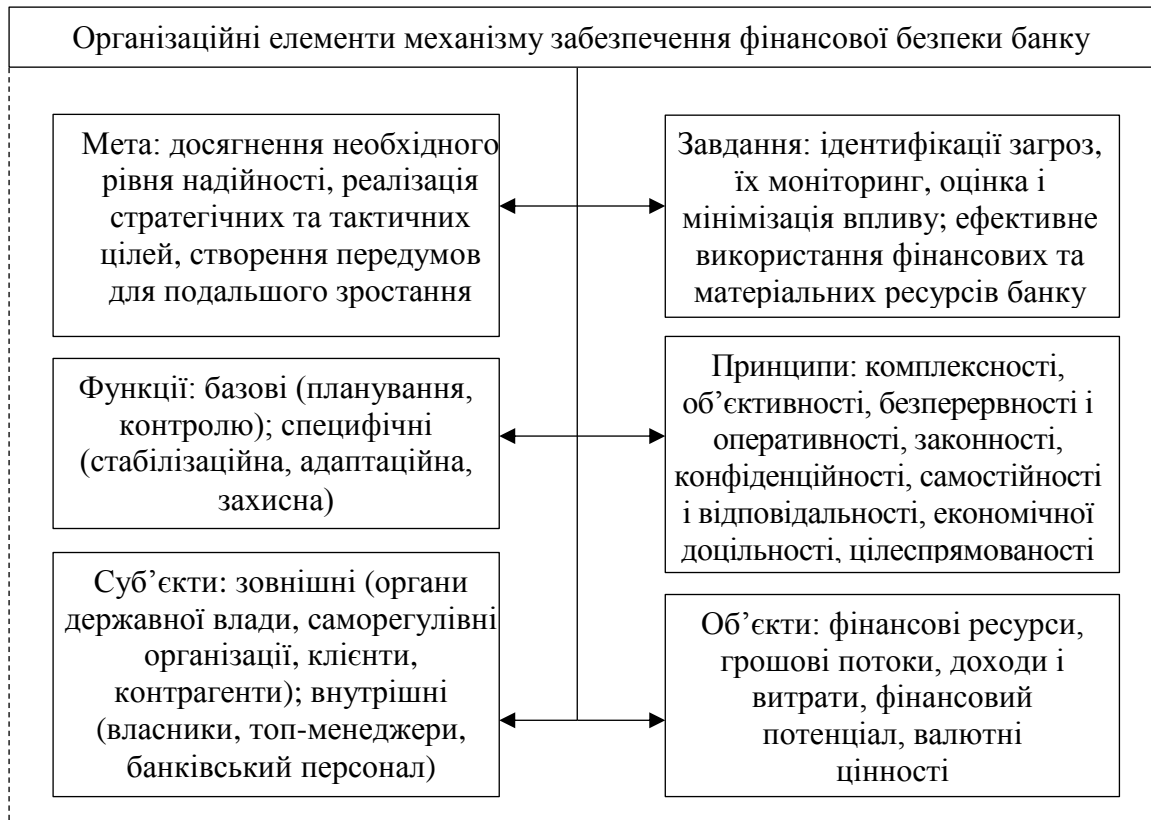 Організаційні елементи механізму забезпечення фінансової безпеки банку
Мета: досягнення необхідного
рівня надійності, реалізація
стратегічних та тактичних
цілей, створення передумов
для подальшого зростання
Завдання: ідентифікації загроз,
їх моніторинг, оцінка і
мінімізація впливу; ефективне
використання фінансових та
матеріальних ресурсів банку
Функції: базові (планування,
контролю); специфічні
(стабілізаційна, адаптаційна,
захисна)
Принципи: комплексності,
об’єктивності, безперервності і
оперативності, законності,
конфіденційності, самостійності
і відповідальності, економічної
доцільності, цілеспрямованості
Суб’єкти: зовнішні (органи
державної влади, саморегулівні
організації, клієнти,
контрагенти); внутрішні
(власники, топ-менеджери,
банківський персонал)
Об’єкти: фінансові ресурси,
грошові потоки, доходи і
витрати, фінансовий
потенціал, валютні
цінності